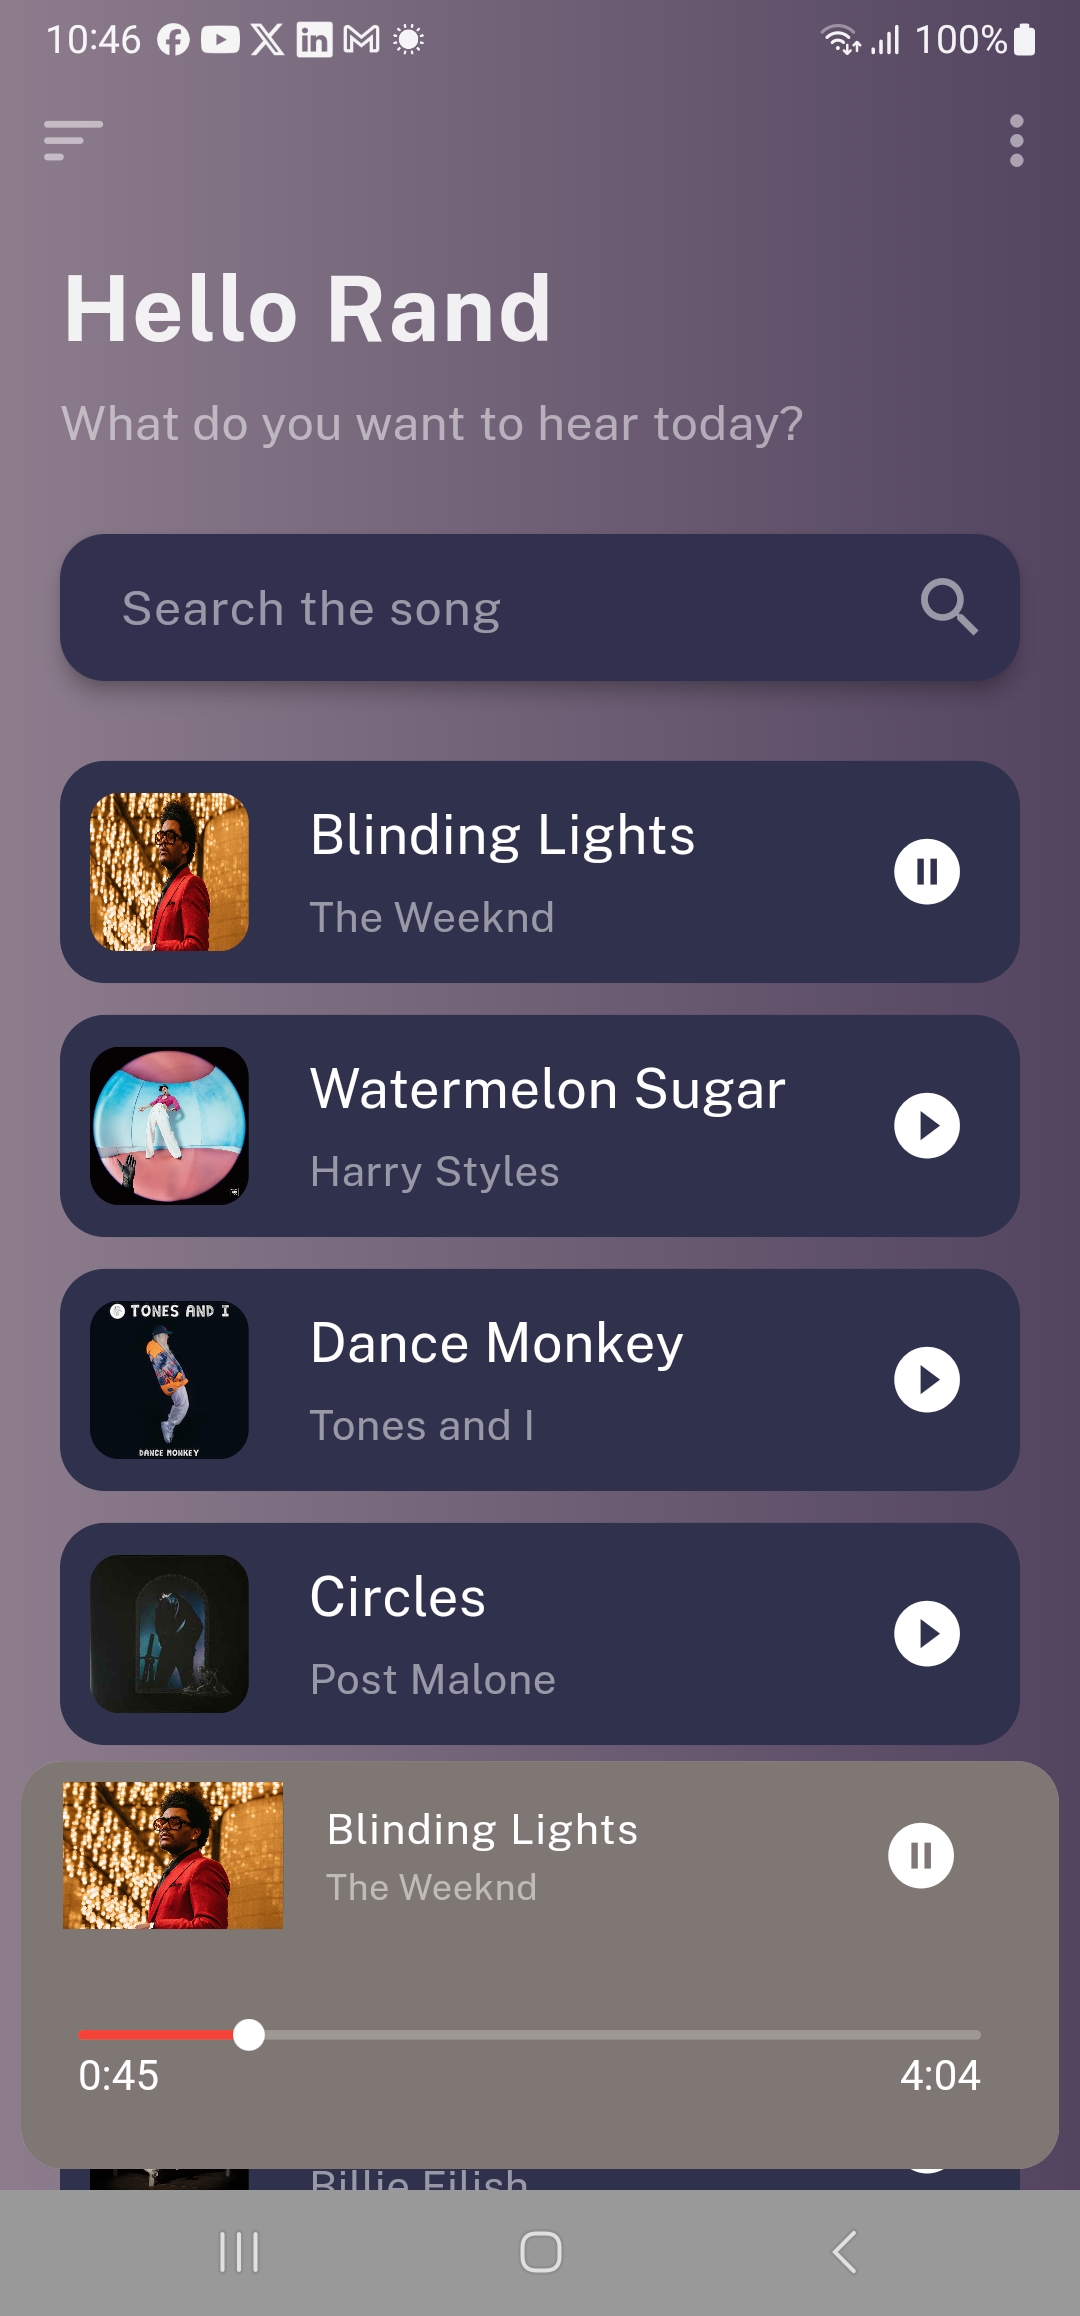 10:46 100%
Hello Rand
What do you want to hear today?
Search the song
Blinding Lights
The Weeknd
Watermelon Sugar
Harry Styles
TONES AND I
DANCE MONKEY
Dance Monkey
Tones and I
Circles
Post Malone
Blinding Lights
The Weeknd
0:45 4:04
Billie Eilish